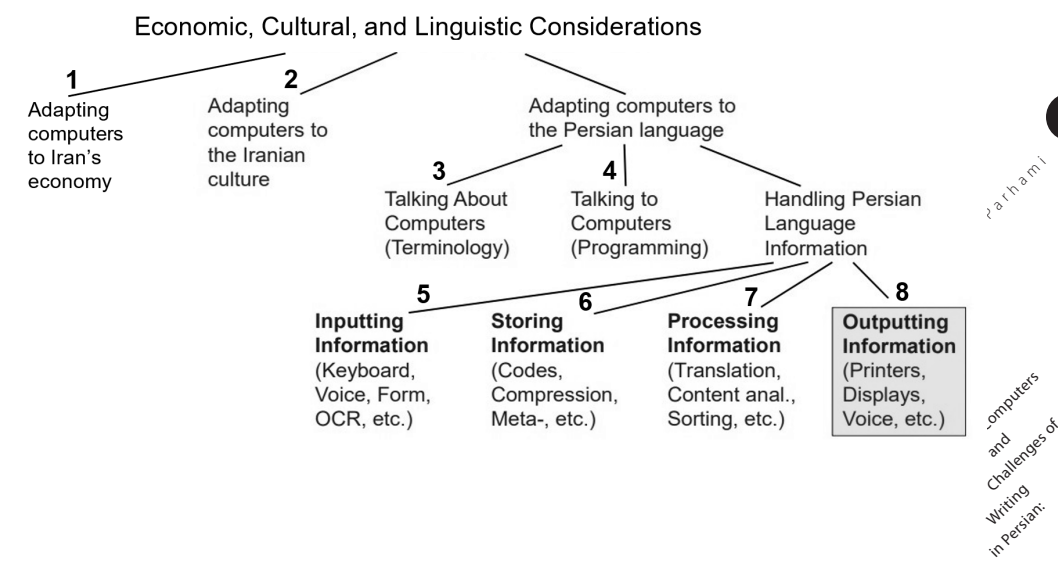 Economic, Cultural, and Linguistic Considerations
1
Adapting
computers
to Iran's
economy
2
Adapting
computers to
the Iranian
culture
Adapting computers to
the Persian language
3
Talking About
Computers
(Terminology)
4
Talking to
Computers
(Programming)
Handling Persian
Language
Information
5
Inputting
Information
(Keyboard,
Voice, Form,
OCR, etc.)
6
Storing
Information
(Codes,
Compression,
Meta-, etc.)
7
Processing
Information
(Translation,
Content anal.,
Sorting, etc.)
8
Outputting
Information
(Printers,
Displays,
Voice, etc.)
Parhami
Computers
and
Challenges of
Writing
in Persian: